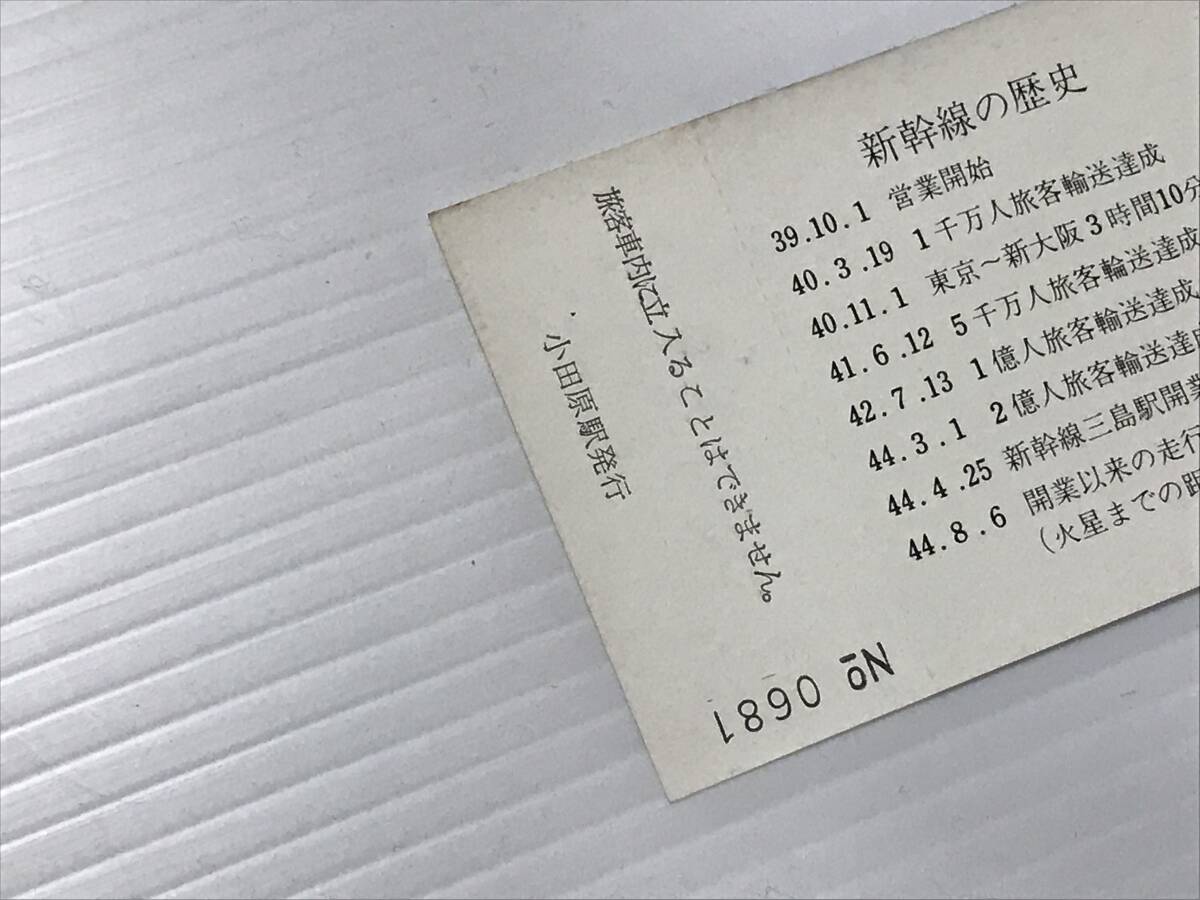 新幹線の歴史
39.10.1 営業開始
40.3.19 1千万人旅客輸送達成
40.11.1 東京〜新大阪3時間10分
41.6.12 5千万人旅客輸送達成
42.7.13 1億人旅客輸送達成
44.3.1 2億人旅客輸送達成
44.4.25 新幹線三島駅開業
44.8.6 開業以来の走行
(火星までの距
旅客車内に立入ることはできません。
小田原駅発行
No 0681